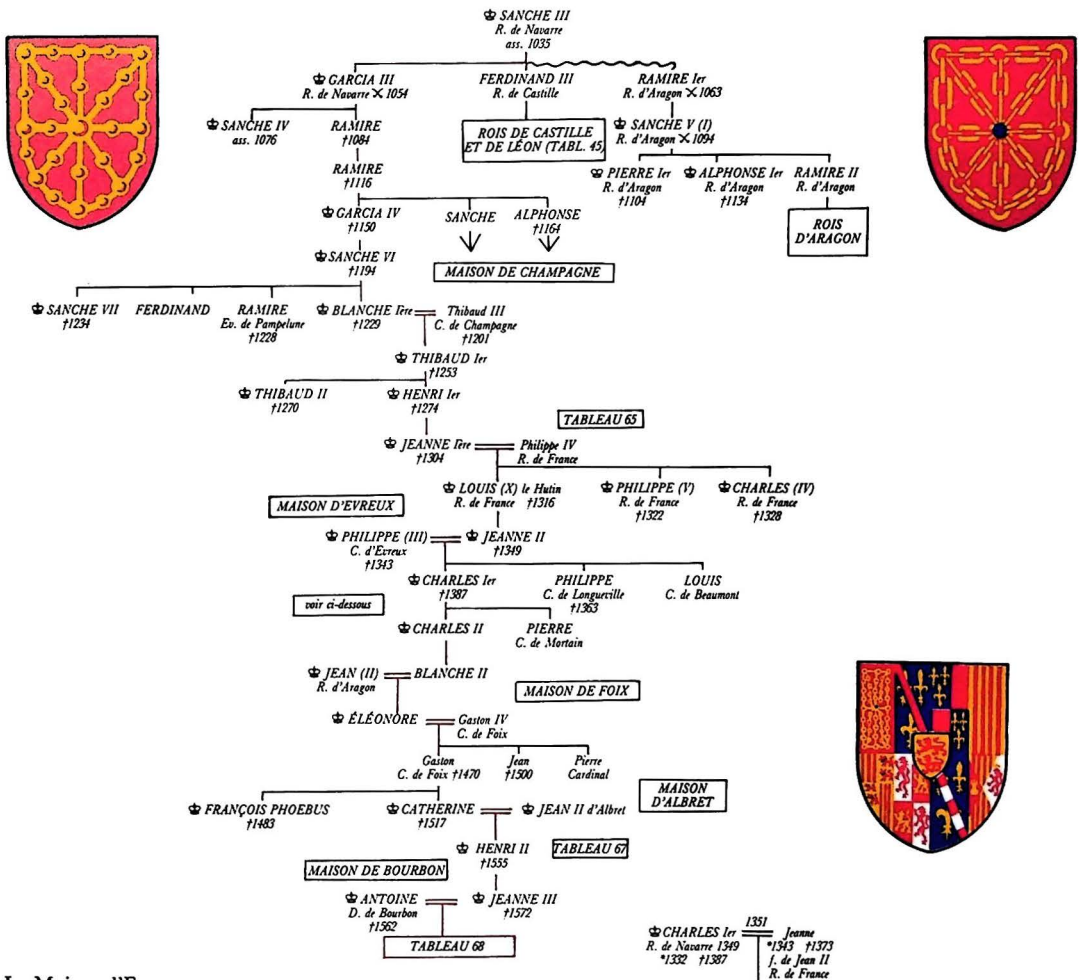 SANCHE III
R. de Navarre
ass. 1035
GARCIA III
R. de Navarre ⚔ 1054
FERDINAND III
R. de Castille
RAMIRE Ier
R. d'Aragon ⚔ 1063
SANCHE IV
ass. 1076
RAMIRE
†1084
ROIS DE CASTILLE
ET DE LÉON (TABL. 45)
SANCHE V (I)
R. d'Aragon ⚔ 1094
RAMIRE
†1116
PIERRE Ier
R. d'Aragon
†1104
ALPHONSE Ier
R. d'Aragon
†1134
RAMIRE II
R. d'Aragon
GARCIA IV
†1150
SANCHE
ALPHONSE
†1164
ROIS
D'ARAGON
SANCHE VI
†1194
MAISON DE CHAMPAGNE
SANCHE VII
†1234
FERDINAND
RAMIRE
Ev. de Pampelune
†1228
BLANCHE Ière
†1229
Thibaud III
C. de Champagne
†1201
THIBAUD Ier
†1253
THIBAUD II
†1270
HENRI Ier
†1274
TABLEAU 65
JEANNE Ière
†1304
Philippe IV
R. de France
LOUIS (X) le Hutin
R. de France †1316
PHILIPPE (V)
R. de France
†1322
CHARLES (IV)
R. de France
†1328
MAISON D'EVREUX
PHILIPPE (III)
C. d'Evreux
†1343
JEANNE II
†1349
CHARLES Ier
†1387
PHILIPPE
C. de Longueville
†1363
LOUIS
C. de Beaumont
voir ci-dessous
CHARLES II
PIERRE
C. de Mortain
JEAN (II)
R. d'Aragon
BLANCHE II
MAISON DE FOIX
ÉLÉONORE
Gaston IV
C. de Foix
Gaston
C. de Foix †1470
Jean
†1500
Pierre
Cardinal
MAISON
D'ALBRET
FRANÇOIS PHOEBUS
†1483
CATHERINE
†1517
JEAN II d'Albret
HENRI II
†1555
TABLEAU 67
MAISON DE BOURBON
ANTOINE
D. de Bourbon
†1562
JEANNE III
†1572
TABLEAU 68
CHARLES Ier
R. de Navarre 1349
*1332 †1387
1351
Jeanne
*1343 †1373
f. de Jean II
R. de France